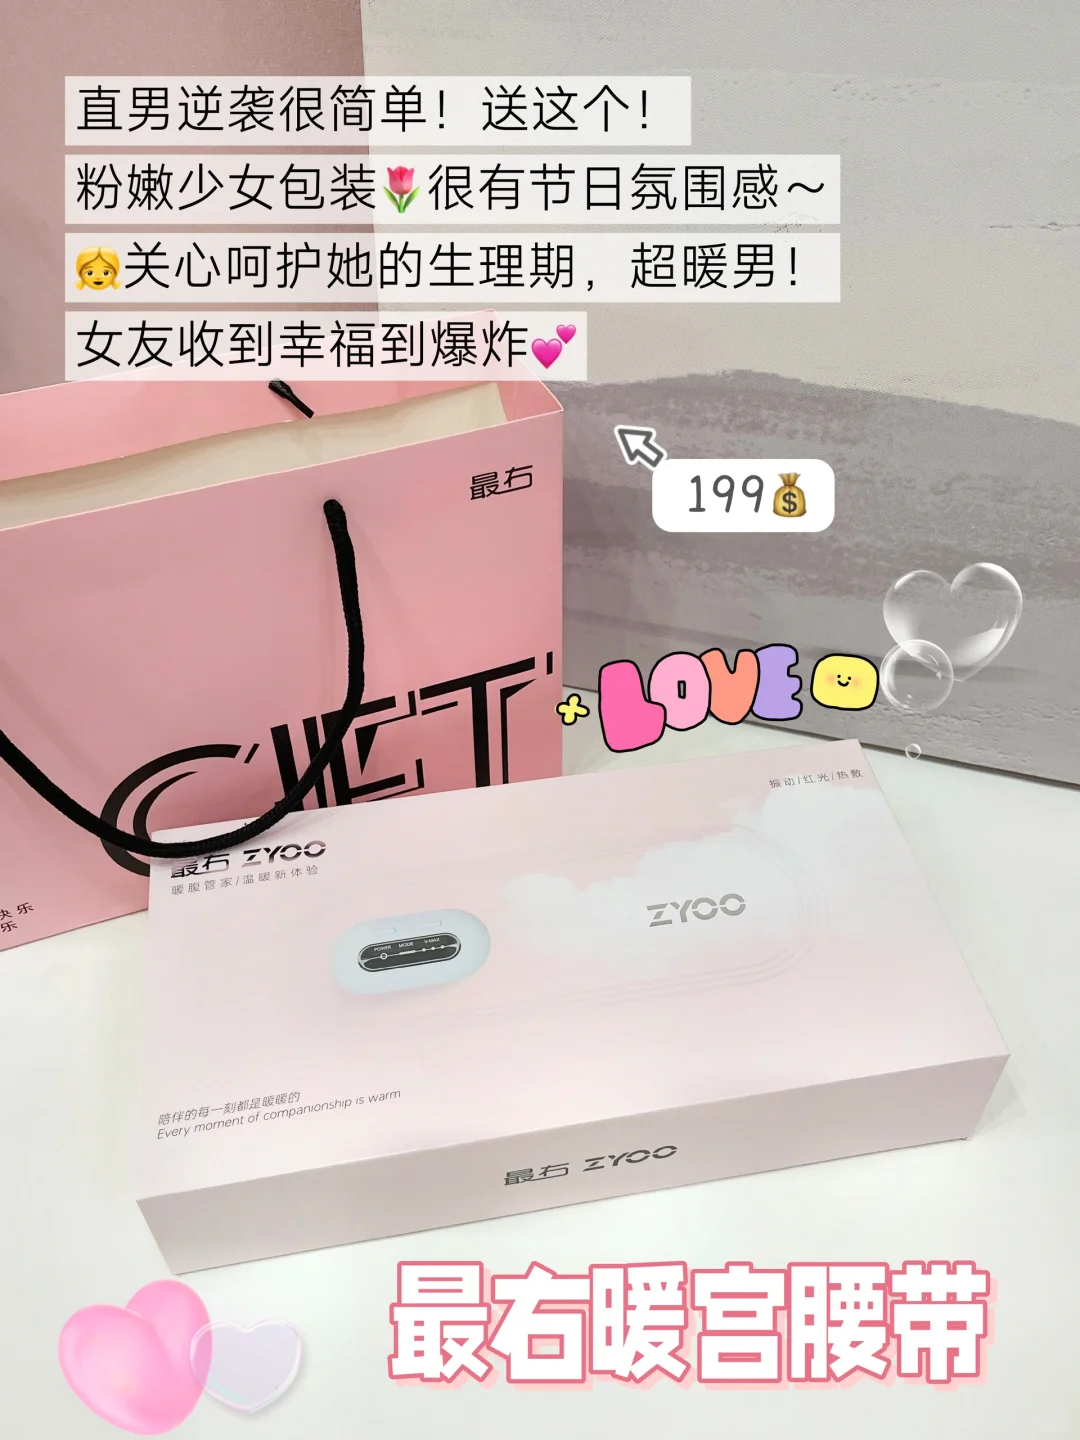 直男逆袭很简单！送这个！
粉嫩少女包装🌷很有节日氛围感～
👧关心呵护她的生理期，超暖男！
女友收到幸福到爆炸💕
最右
199💰
LOVE
振动/红光/热敷
最右 ZYOO
暖腹管家/温暖新体验
ZYOO
POWER MODE V-MAX
快乐
乐
陪伴的每一刻都是暖暖的
Every moment of companionship is warm
最右 ZYOO
最右暖宫腰带